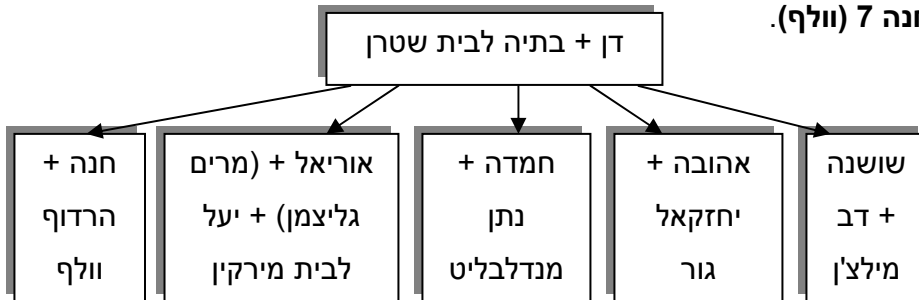 חנה 7 (וולף).
דן + בתיה לבית שטרן
שושנה
+ דב
מילצ'ן
אהובה +
יחזקאל
גור
חמדה +
נתן
מנדלבליט
אוריאל + (מרים
גליצמן) + יעל
לבית מירקין
חנה +
הרדוף
וולף